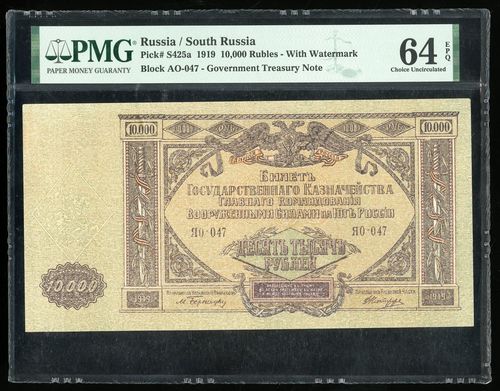 PMG
PAPER MONEY GUARANTY
Russia / South Russia
Pick# S425a 1919 10,000 Rubles - With Watermark
Block AO-047 - Government Treasury Note
64 EPQ
Choice Uncirculated
10.000
10.000
Билетъ
Государственнаго Казначейства
Главнаго Командованія
Вооруженными Силами на Югѣ Россіи
ЯО-047
ЯО-047
ДЕСЯТЬ ТЫСЯЧЪ
РУБЛЕЙ
10.000
1919
1919